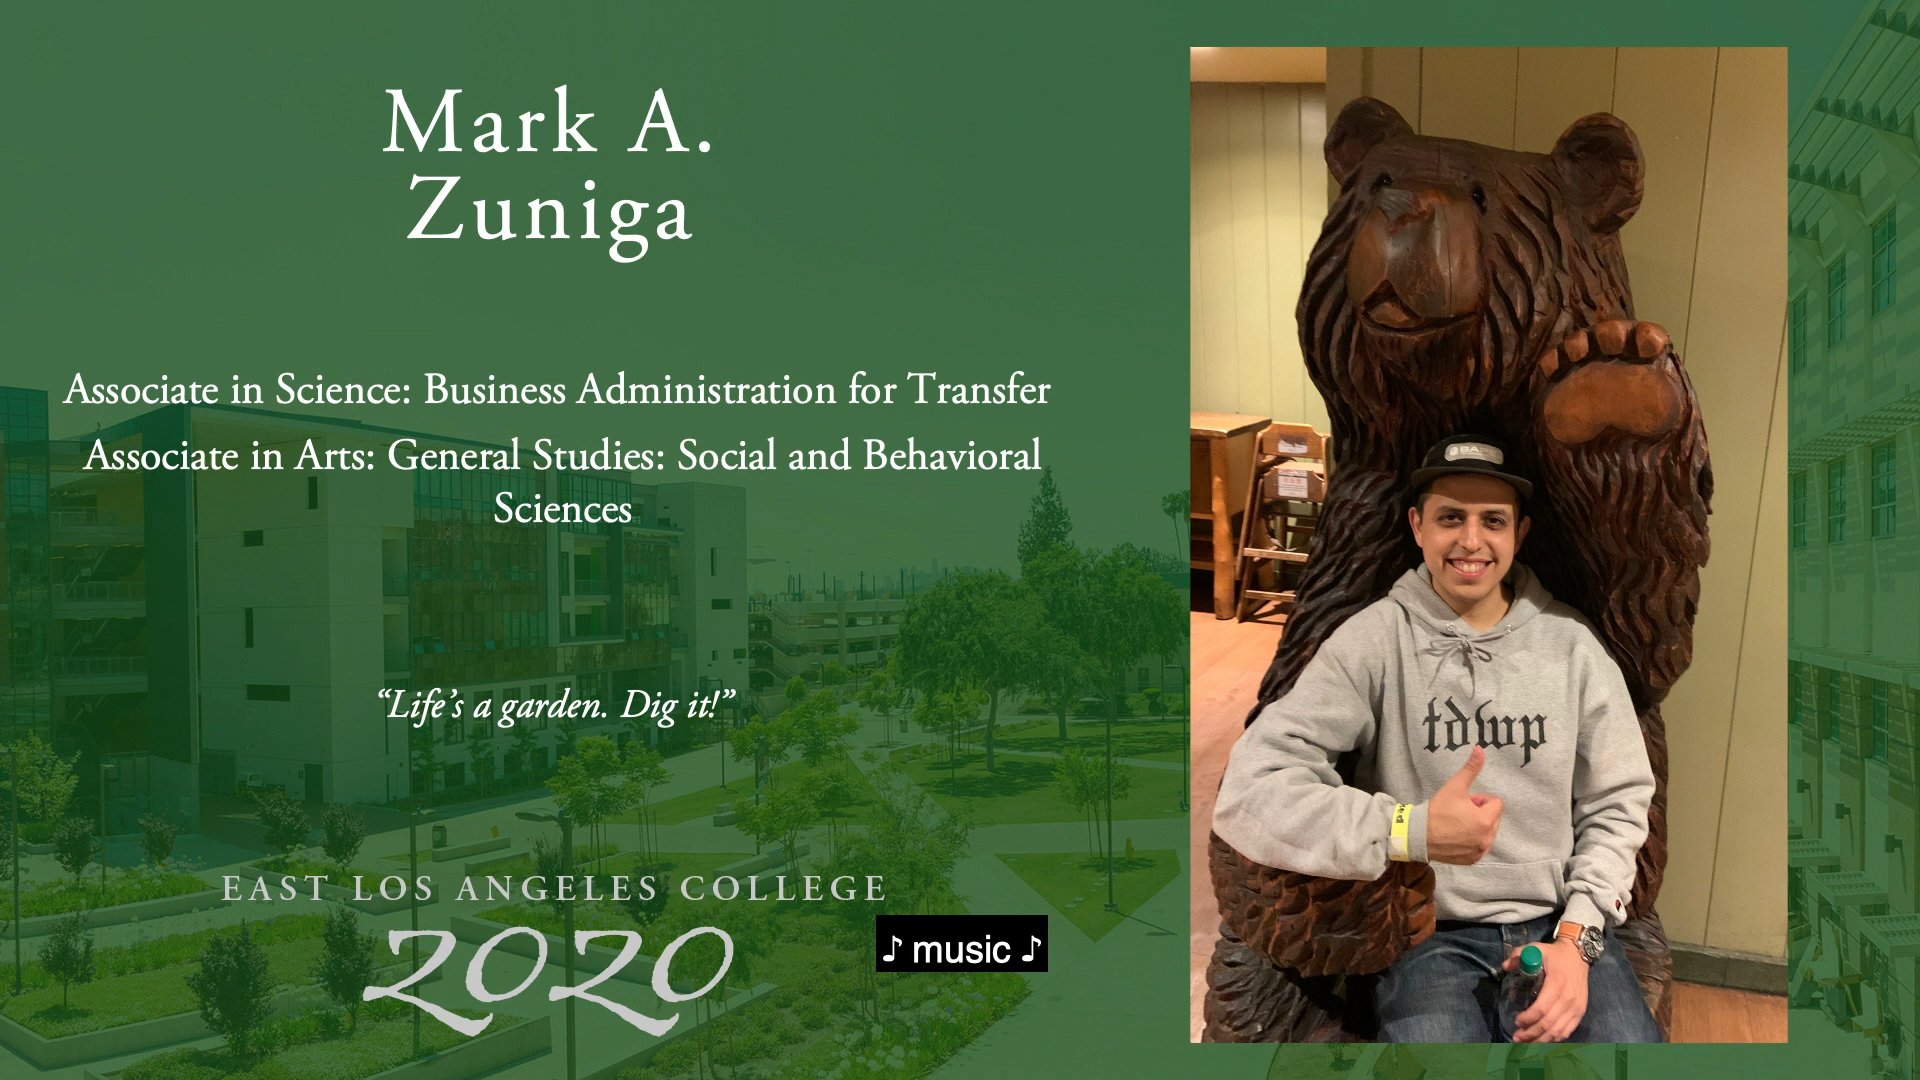 Mark A.
Zuniga
Associate in Science: Business Administration for Transfer
Associate in Arts: General Studies: Social and Behavioral
Sciences
“Life’s a garden. Dig it!”
EAST LOS ANGELES COLLEGE
2020
♪ music ♪
tdwp